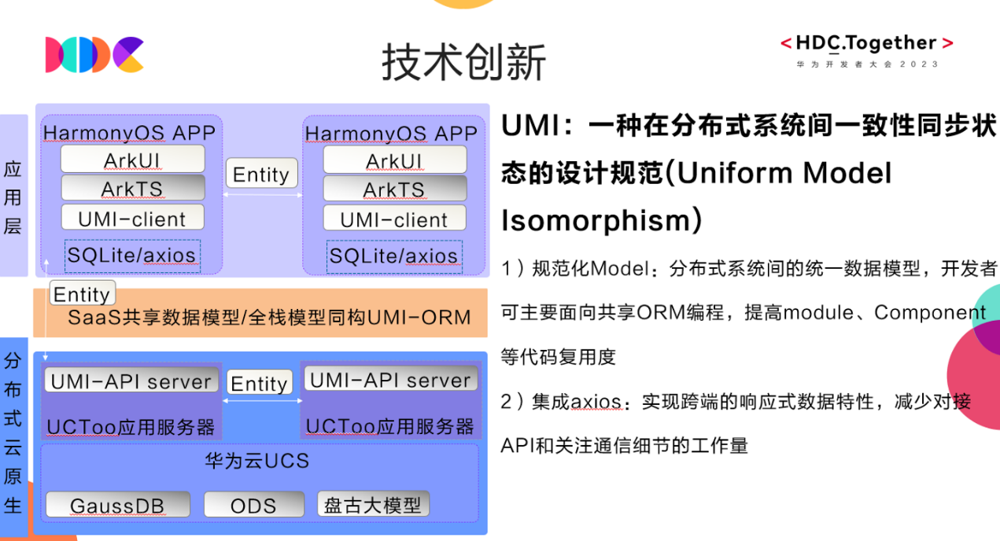 技术创新
<HDC.Together>
华为开发者大会2023
应用层
HarmonyOS APP
ArkUI
ArkTS
UMI-client
SQLite/axios
Entity
HarmonyOS APP
ArkUI
ArkTS
UMI-client
SQLite/axios
Entity
SaaS共享数据模型/全栈模型同构UMI-ORM
分布式云原生
UMI-API server
UCToo应用服务器
Entity
UMI-API server
UCToo应用服务器
华为云UCS
GaussDB
ODS
盘古大模型
UMI：一种在分布式系统间一致性同步状
态的设计规范(Uniform Model
Isomorphism)
1）规范化Model：分布式系统间的统一数据模型，开发者
可主要面向共享ORM编程，提高module、Component
等代码复用度
2）集成axios：实现跨端的响应式数据特性，减少对接
API和关注通信细节的工作量